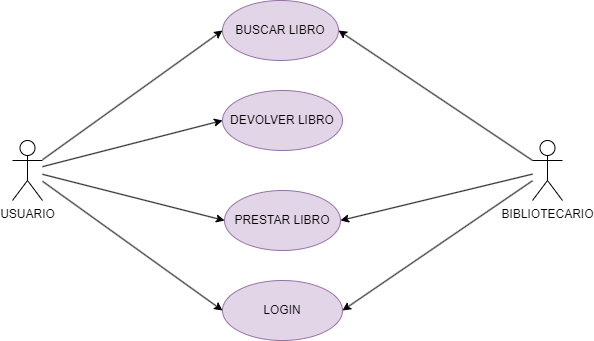 BUSCAR LIBRO
DEVOLVER LIBRO
USUARIO
PRESTAR LIBRO
BIBLIOTECARIO
LOGIN